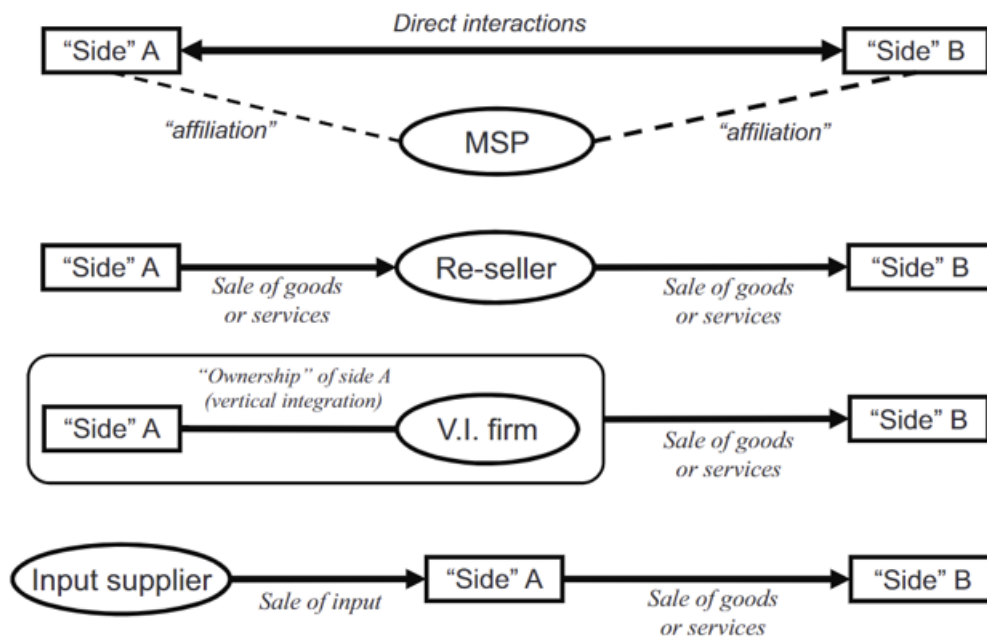 Direct interactions
“Side” A
“Side” B
“affiliation”
MSP
“affiliation”
“Side” A
Re-seller
“Side” B
Sale of goods
or services
Sale of goods
or services
“Ownership” of side A
(vertical integration)
“Side” A
V.I. firm
“Side” B
Sale of goods
or services
Input supplier
“Side” A
“Side” B
Sale of input
Sale of goods
or services